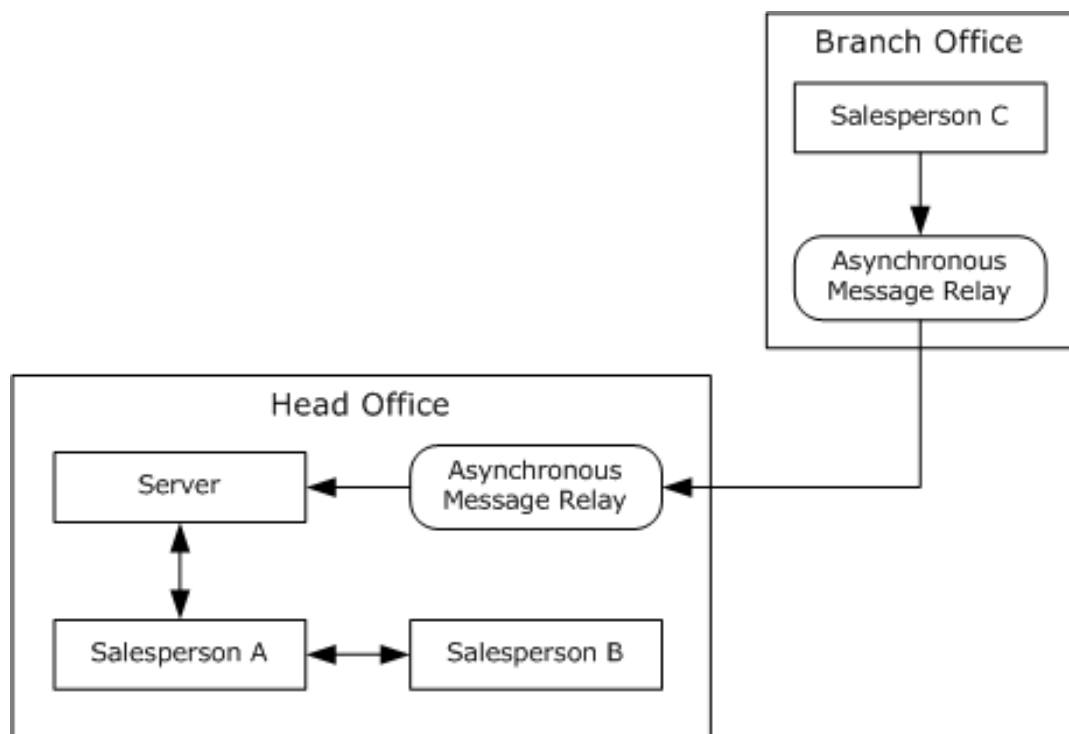 Branch Office
Salesperson C
Asynchronous
Message Relay
Head Office
Server
Asynchronous
Message Relay
Salesperson A
Salesperson B